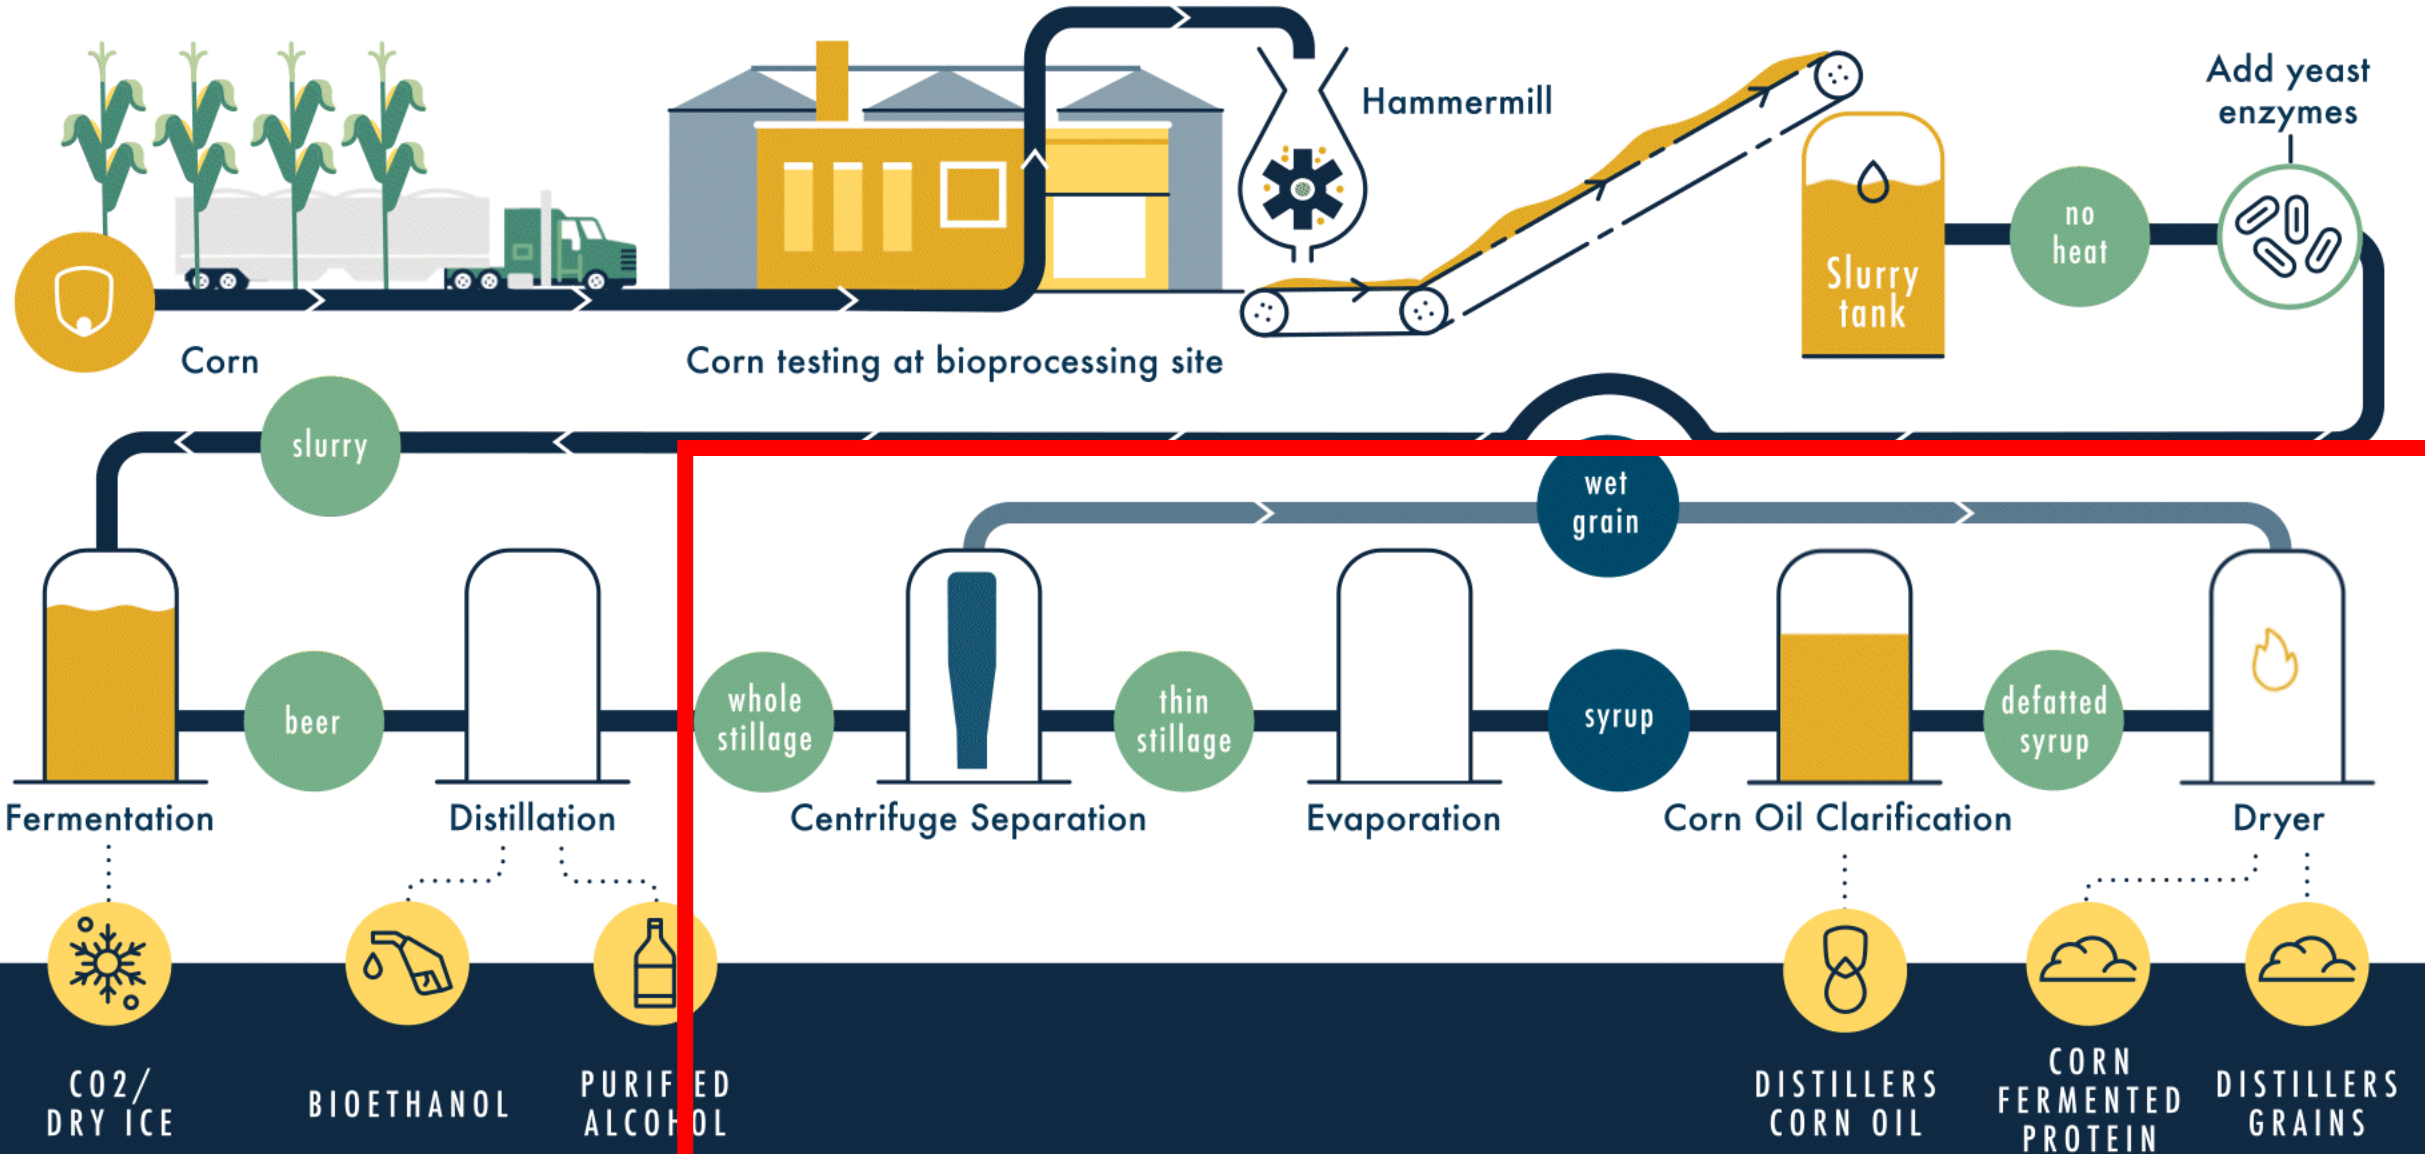 Add yeast
enzymes
Hammermill
no
heat
Slurry
tank
Corn
Corn testing at bioprocessing site
slurry
wet
grain
beer
whole
stillage
thin
stillage
syrup
defatted
syrup
Fermentation
Distillation
Centrifuge Separation
Evaporation
Corn Oil Clarification
Dryer
CO2/
DRY ICE
BIOETHANOL
PURIFIED
ALCOHOL
DISTILLERS
CORN OIL
CORN
FERMENTED
PROTEIN
DISTILLERS
GRAINS